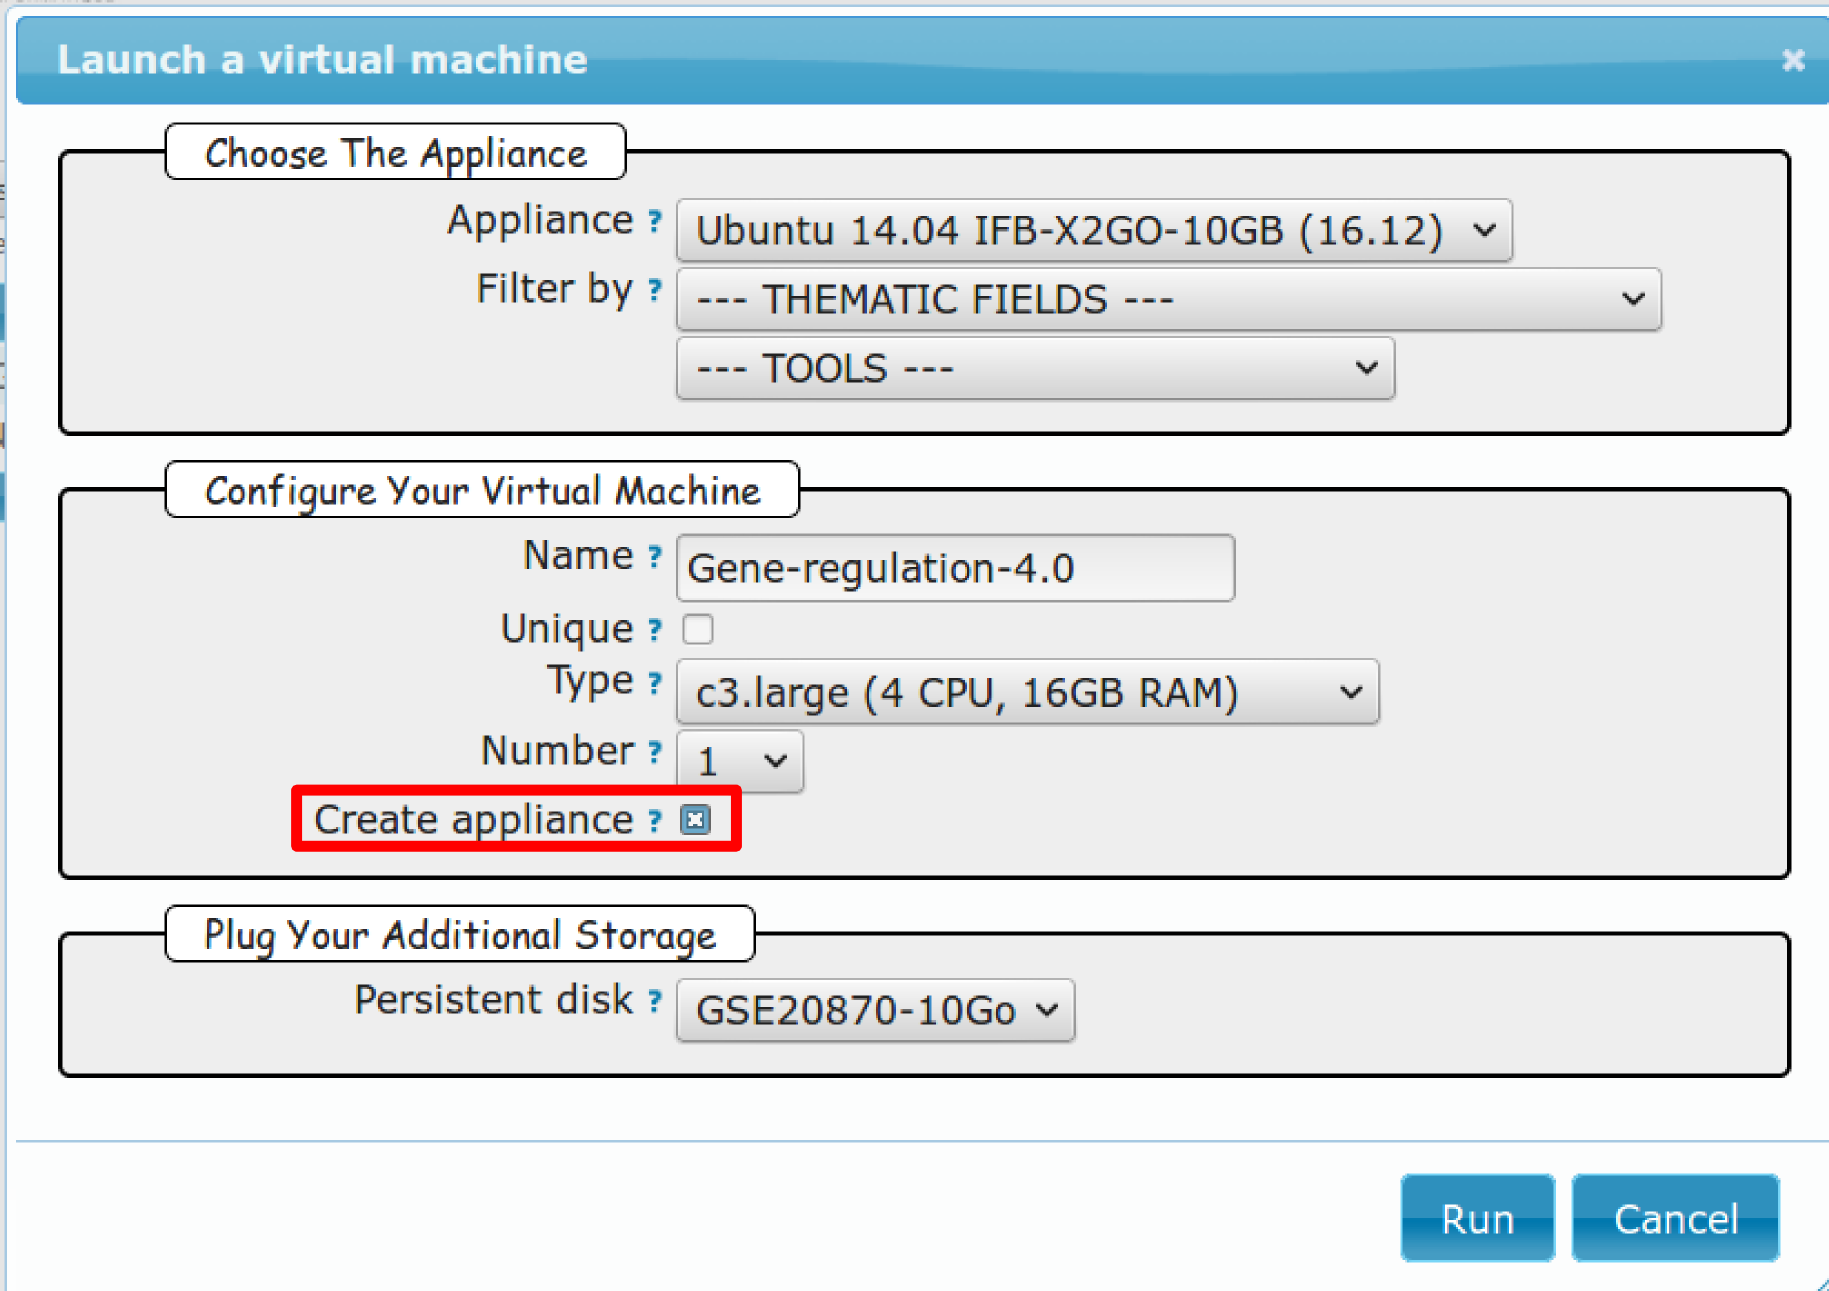 Launch a virtual machine
Choose The Appliance
Appliance ? Ubuntu 14.04 IFB-X2GO-10GB (16.12)
Filter by ? --- THEMATIC FIELDS ---
--- TOOLS ---
Configure Your Virtual Machine
Name ? Gene-regulation-4.0
Unique ?
Type ? c3.large (4 CPU, 16GB RAM)
Number ? 1
Create appliance ?
Plug Your Additional Storage
Persistent disk ? GSE20870-10Go
Run Cancel